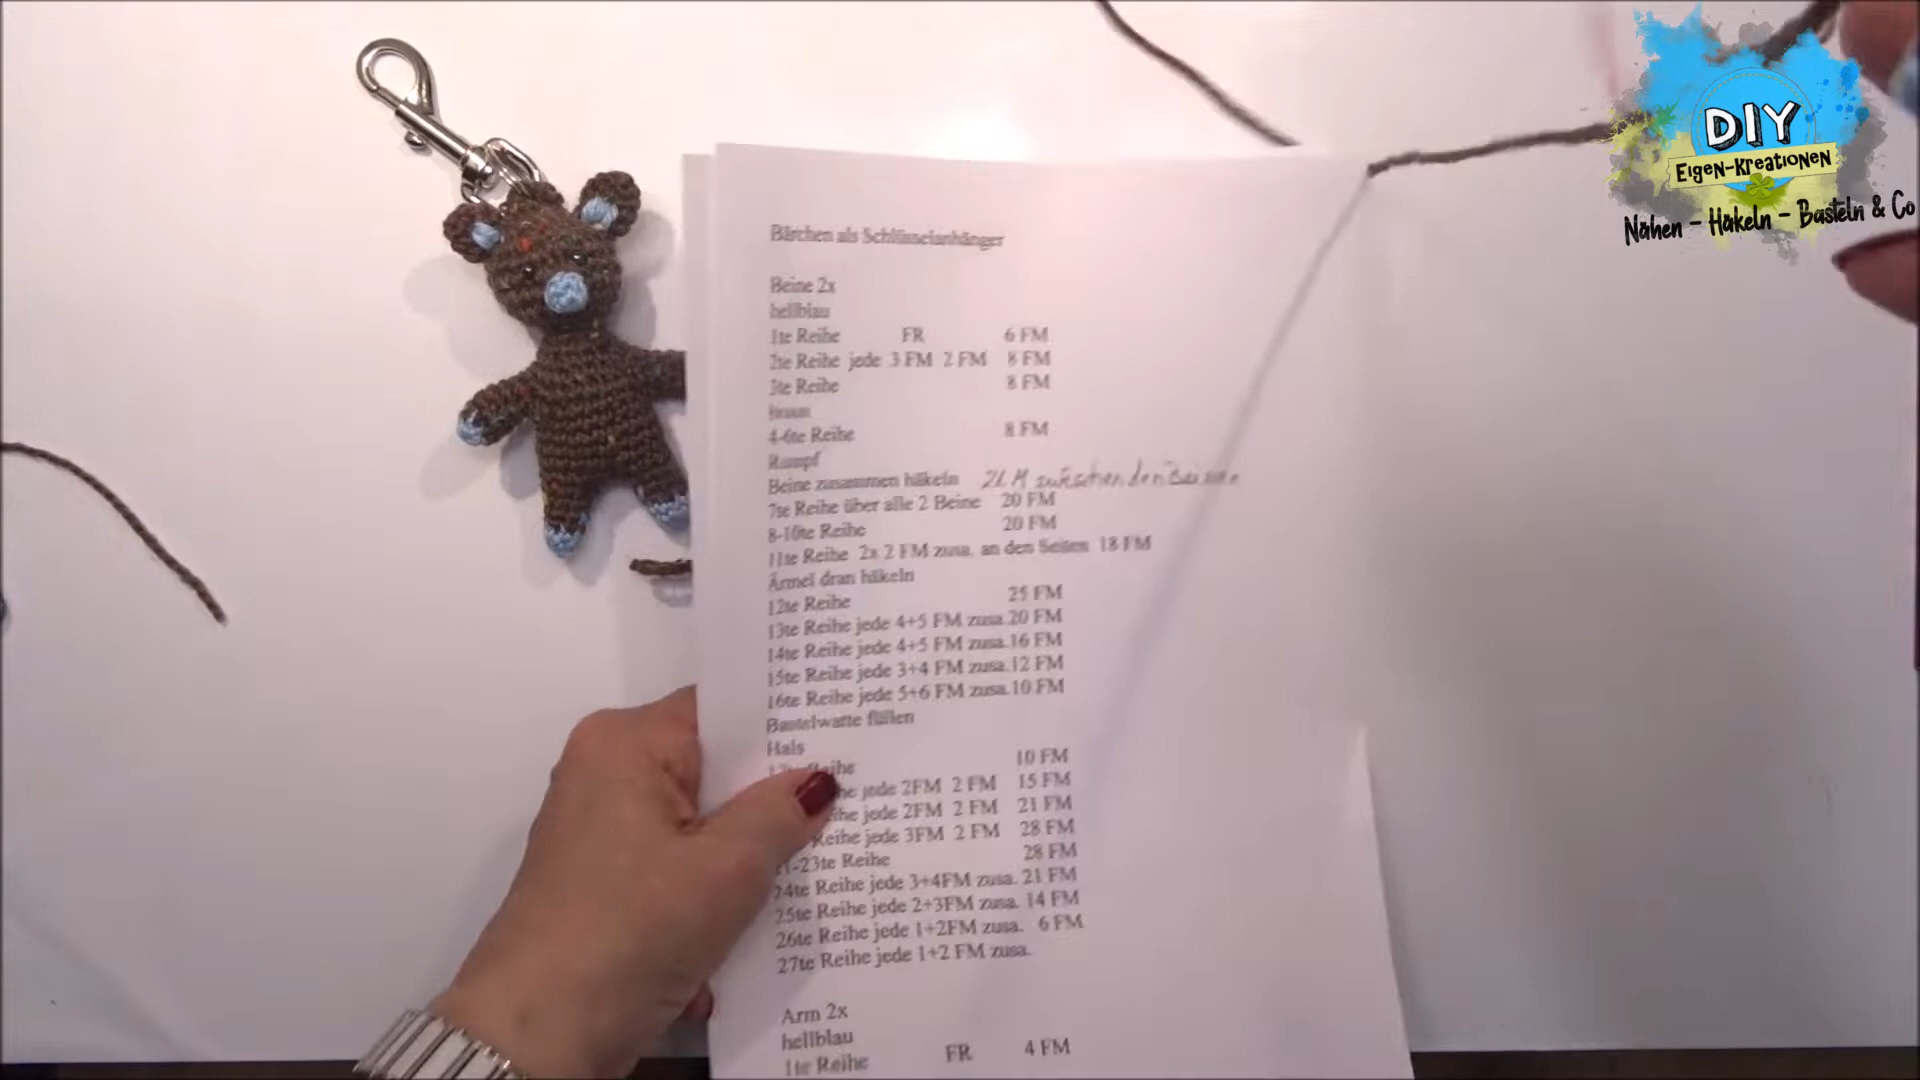 DIY
Eigen-Kreationen
Nähen - Häkeln - Basteln & Co
Bärchen als Schlüsselanhänger
Beine 2x
hellblau
1te Reihe FR 6 FM
2te Reihe jede 3 FM 2 FM 8 FM
3te Reihe 8 FM
braun
4-6te Reihe 8 FM
Rumpf
Beine zusammen häkeln 2LM zwischen den Beinen
7te Reihe über alle 2 Beine 20 FM
8-10te Reihe 20 FM
11te Reihe 2x 2 FM zusa. an den Seiten 18 FM
Ärmel dran häkeln
12te Reihe 25 FM
13te Reihe jede 4+5 FM zusa. 20 FM
14te Reihe jede 4+5 FM zusa. 16 FM
15te Reihe jede 3+4 FM zusa. 12 FM
16te Reihe jede 5+6 FM zusa. 10 FM
Bastelwatte füllen
Hals
Reihe 10 FM
jede 2FM 2 FM 15 FM
jede 2FM 2 FM 21 FM
Reihe jede 3FM 2 FM 28 FM
21-23te Reihe 28 FM
24te Reihe jede 3+4FM zusa. 21 FM
25te Reihe jede 2+3FM zusa. 14 FM
26te Reihe jede 1+2FM zusa. 6 FM
27te Reihe jede 1+2 FM zusa.
Arm 2x
hellblau
1te Reihe FR 4 FM